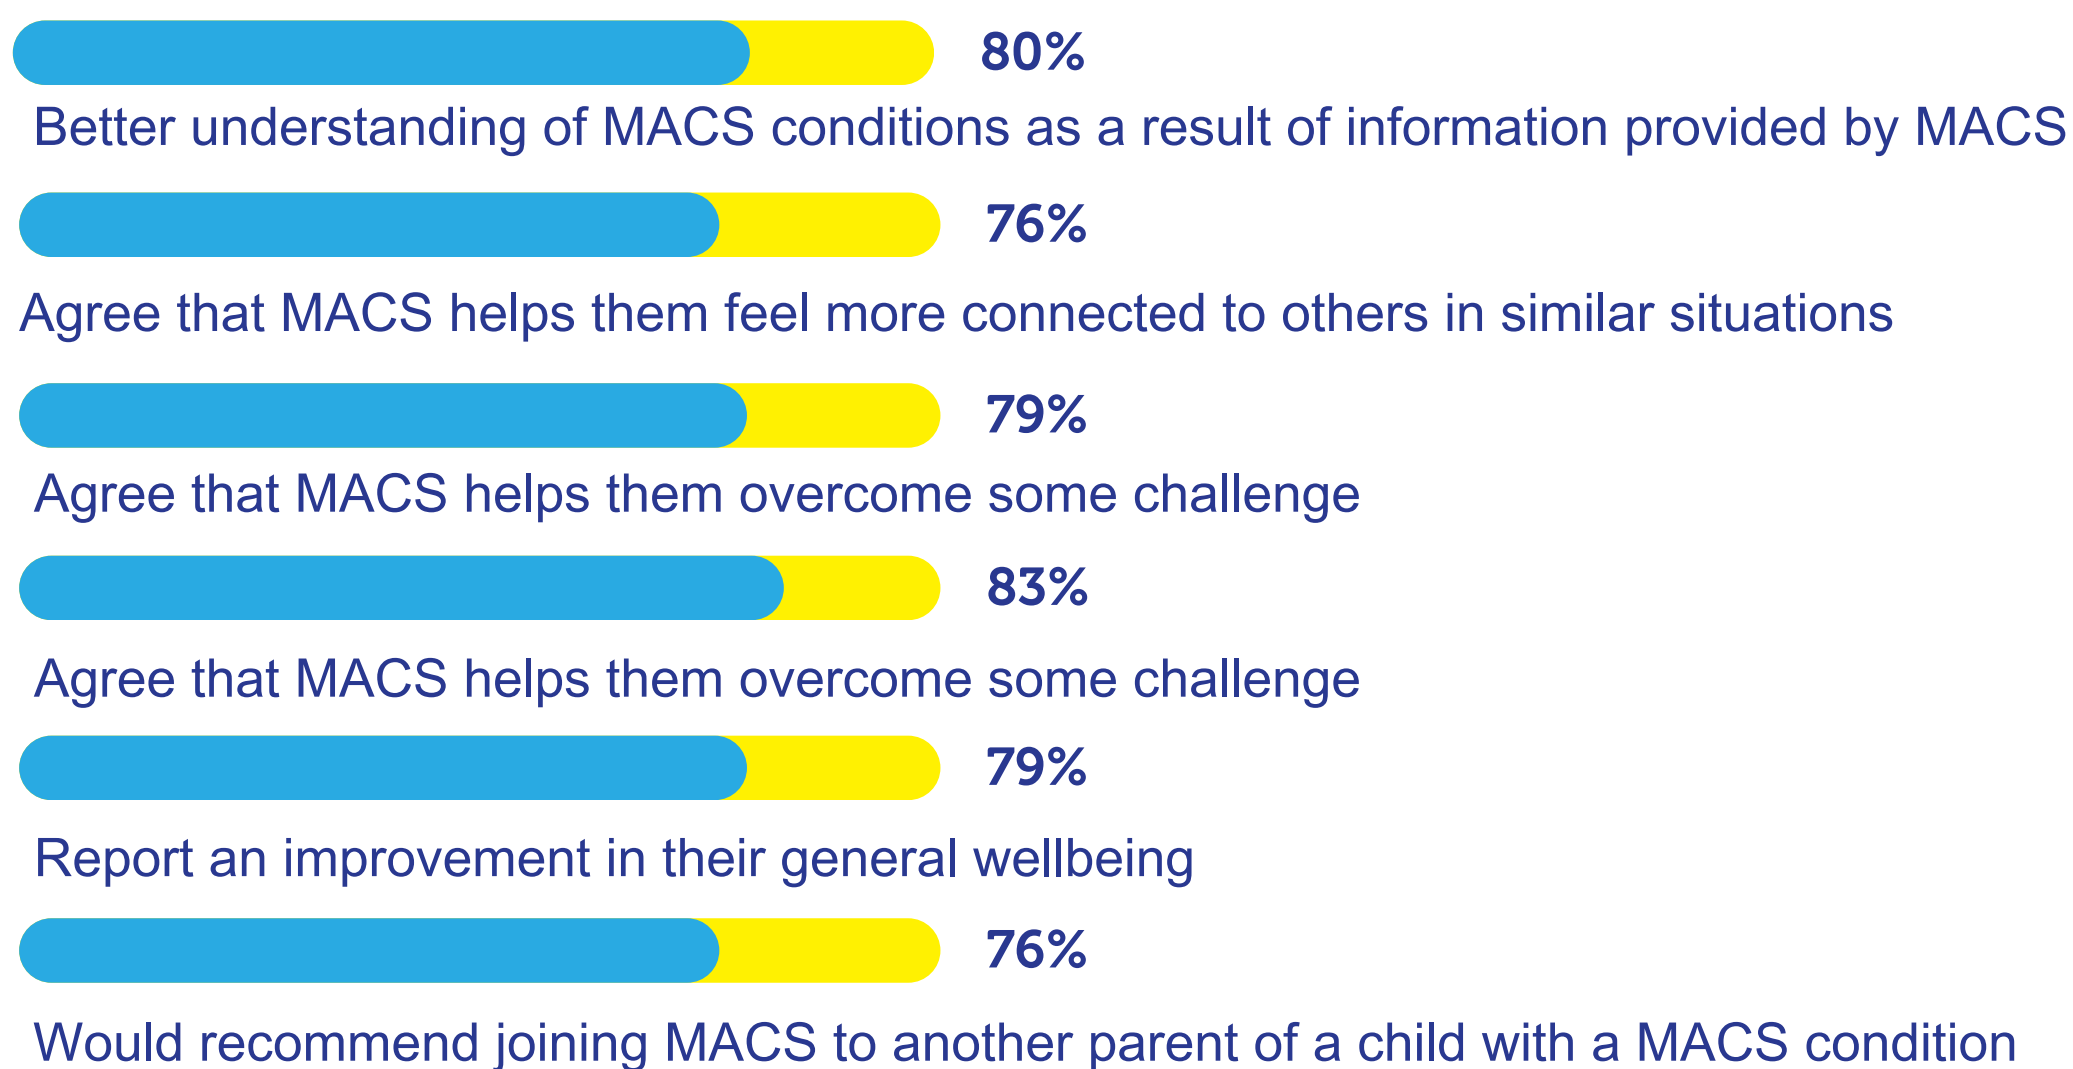 80%
Better understanding of MACS conditions as a result of information provided by MACS
76%
Agree that MACS helps them feel more connected to others in similar situations
79%
Agree that MACS helps them overcome some challenge
83%
Agree that MACS helps them overcome some challenge
79%
Report an improvement in their general wellbeing
76%
Would recommend joining MACS to another parent of a child with a MACS condition